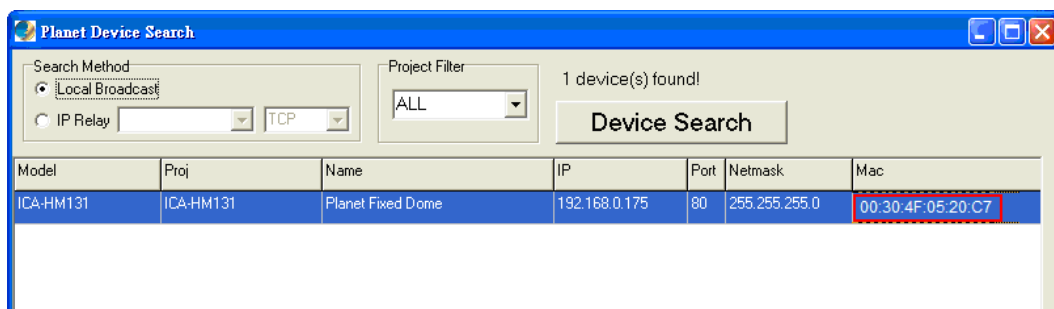 Planet Device Search
Search Method
Local Broadcast
IP Relay TCP
Project Filter
ALL
1 device(s) found!
Device Search
Model Proj Name IP Port Netmask Mac
ICA-HM131 ICA-HM131 Planet Fixed Dome 192.168.0.175 80 255.255.255.0 00:30:4F:05:20:C7